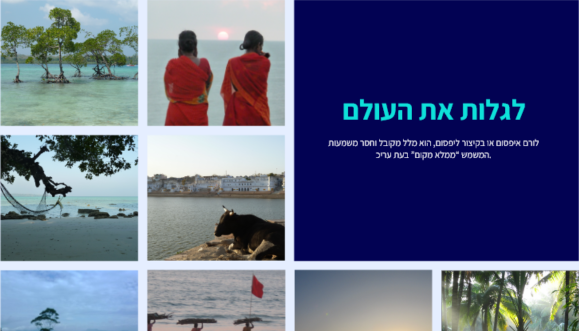 לגלות את העולם
לורם איפסום או בקיצור ליפסום, הוא מלל מקובל וחסר משמעות
המשמש "ממלא מקום" בעת עריכ.